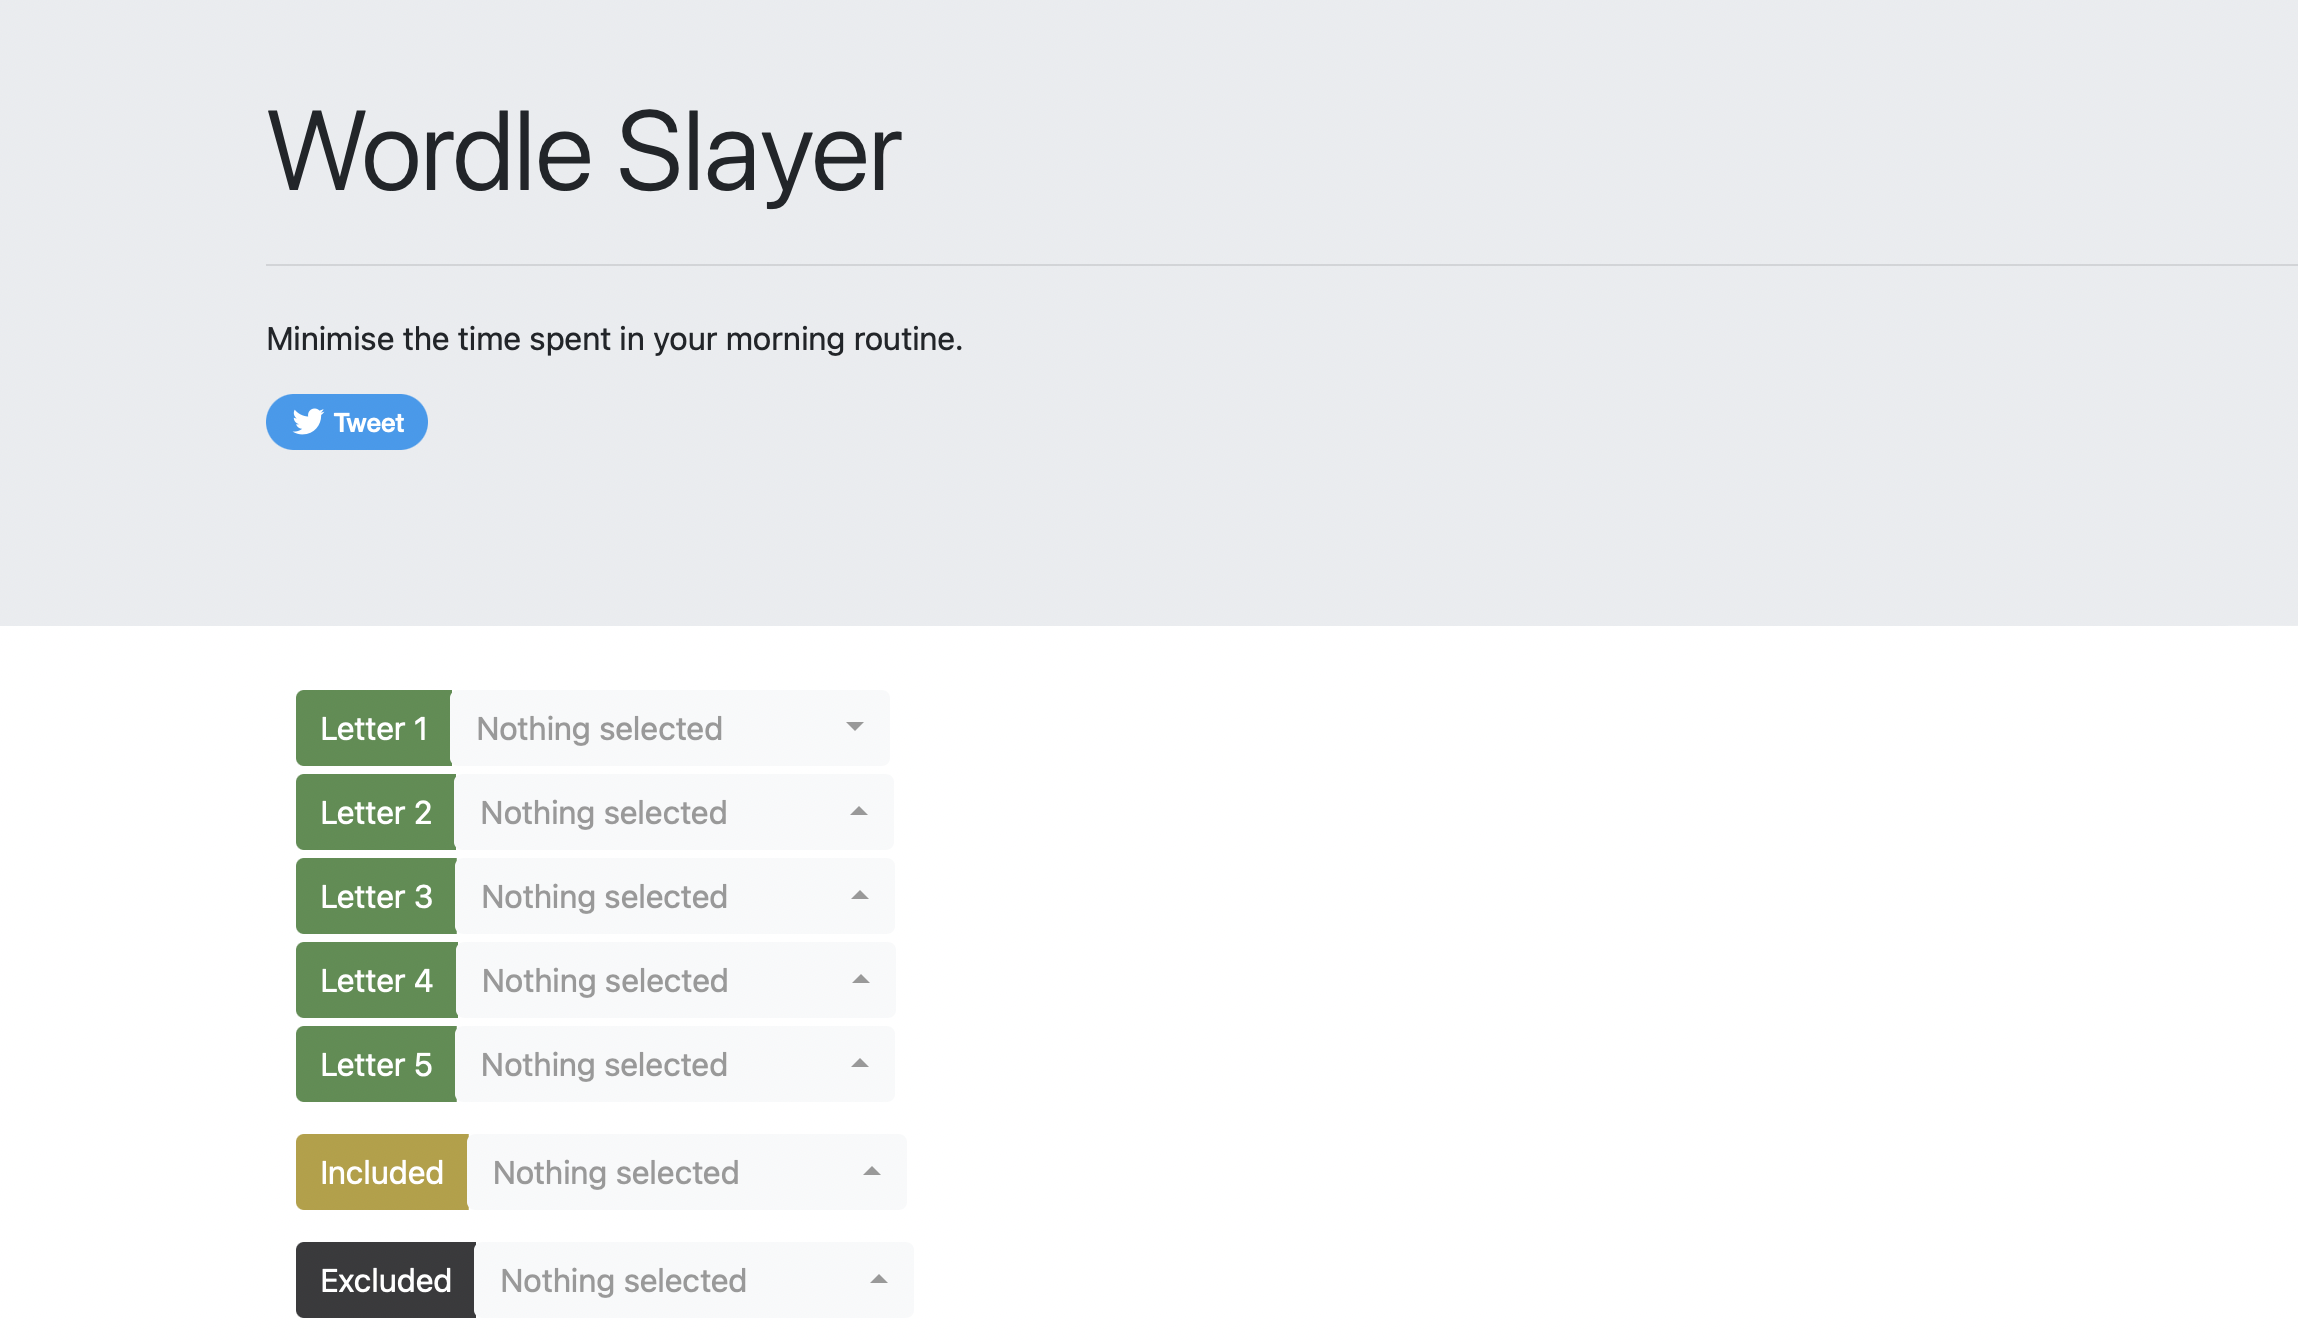 Wordle Slayer
Minimise the time spent in your morning routine.
Tweet
Letter 1 Nothing selected
Letter 2 Nothing selected
Letter 3 Nothing selected
Letter 4 Nothing selected
Letter 5 Nothing selected
Included Nothing selected
Excluded Nothing selected